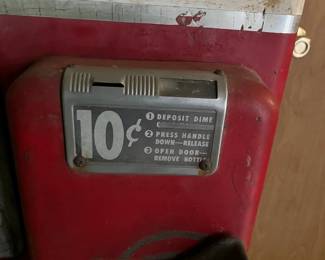 10¢
1 DEPOSIT DIME
2 PRESS HANDLE
DOWN—RELEASE
3 OPEN DOOR—
REMOVE BOTTLE